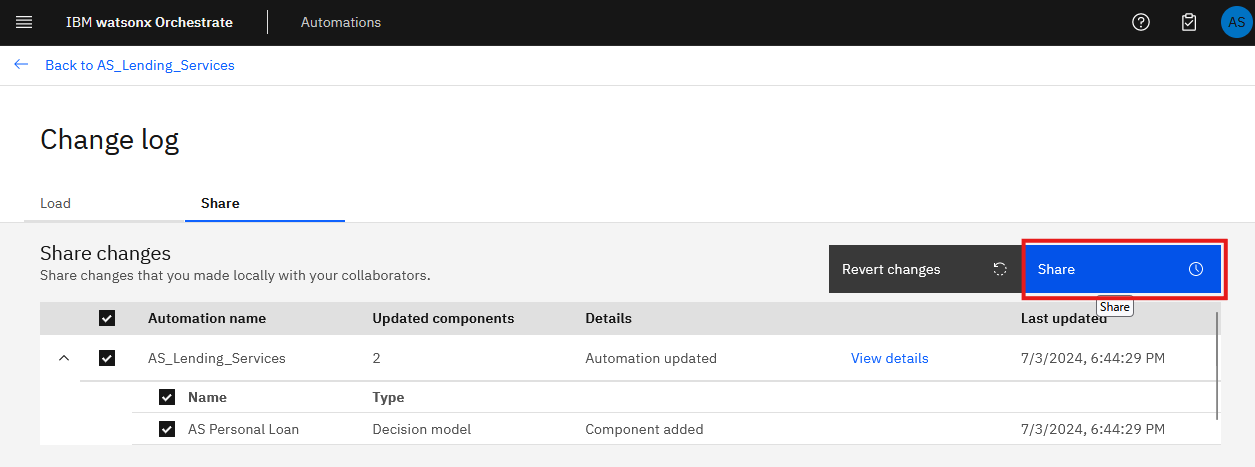 IBM watsonx Orchestrate Automations AS
Back to AS_Lending_Services
Change log
Load Share
Share changes
Share changes that you made locally with your collaborators.
Revert changes Share
Share
Automation name Updated components Details Last updated
AS_Lending_Services 2 Automation updated View details 7/3/2024, 6:44:29 PM
Name Type
AS Personal Loan Decision model Component added 7/3/2024, 6:44:29 PM